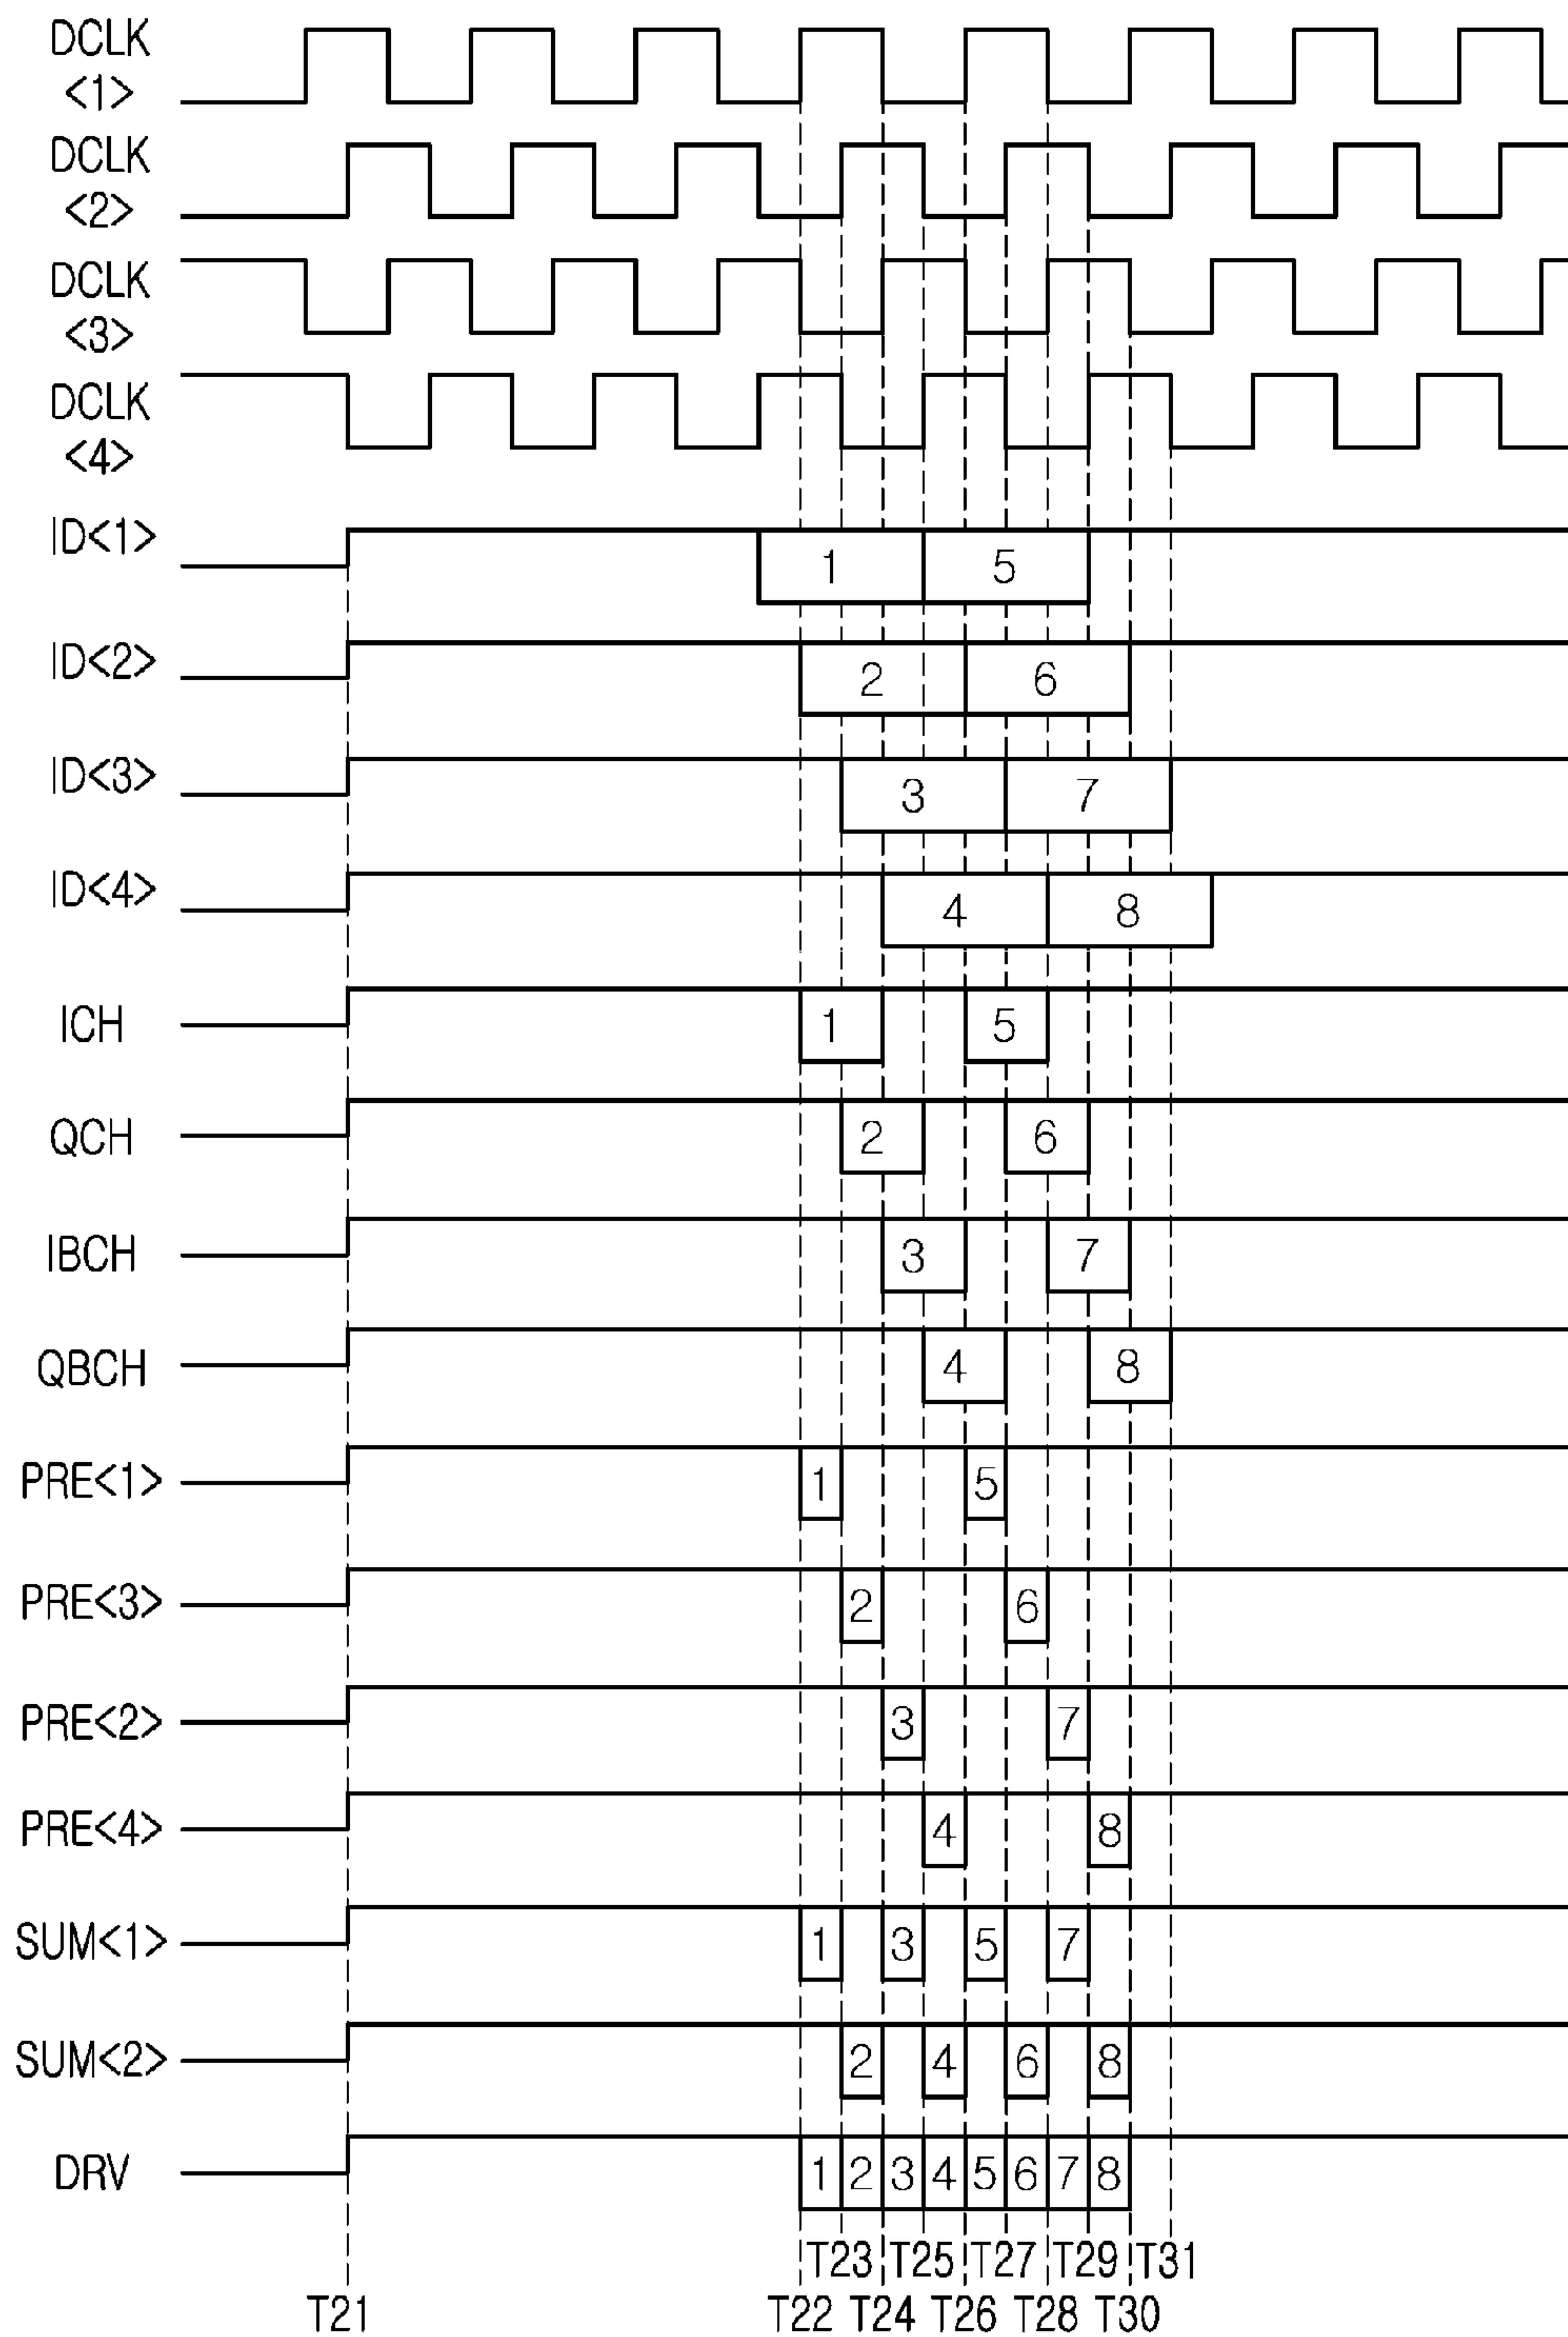 DCLK
<1>
DCLK
<2>
DCLK
<3>
DCLK
<4>
ID<1> 1 5
ID<2> 2 6
ID<3> 3 7
ID<4> 4 8
ICH 1 5
QCH 2 6
IBCH 3 7
QBCH 4 8
PRE<1> 1 5
PRE<3> 2 6
PRE<2> 3 7
PRE<4> 4 8
SUM<1> 1 3 5 7
SUM<2> 2 4 6 8
DRV 1 2 3 4 5 6 7 8
T23 T25 T27 T29 T31
T21 T22 T24 T26 T28 T30